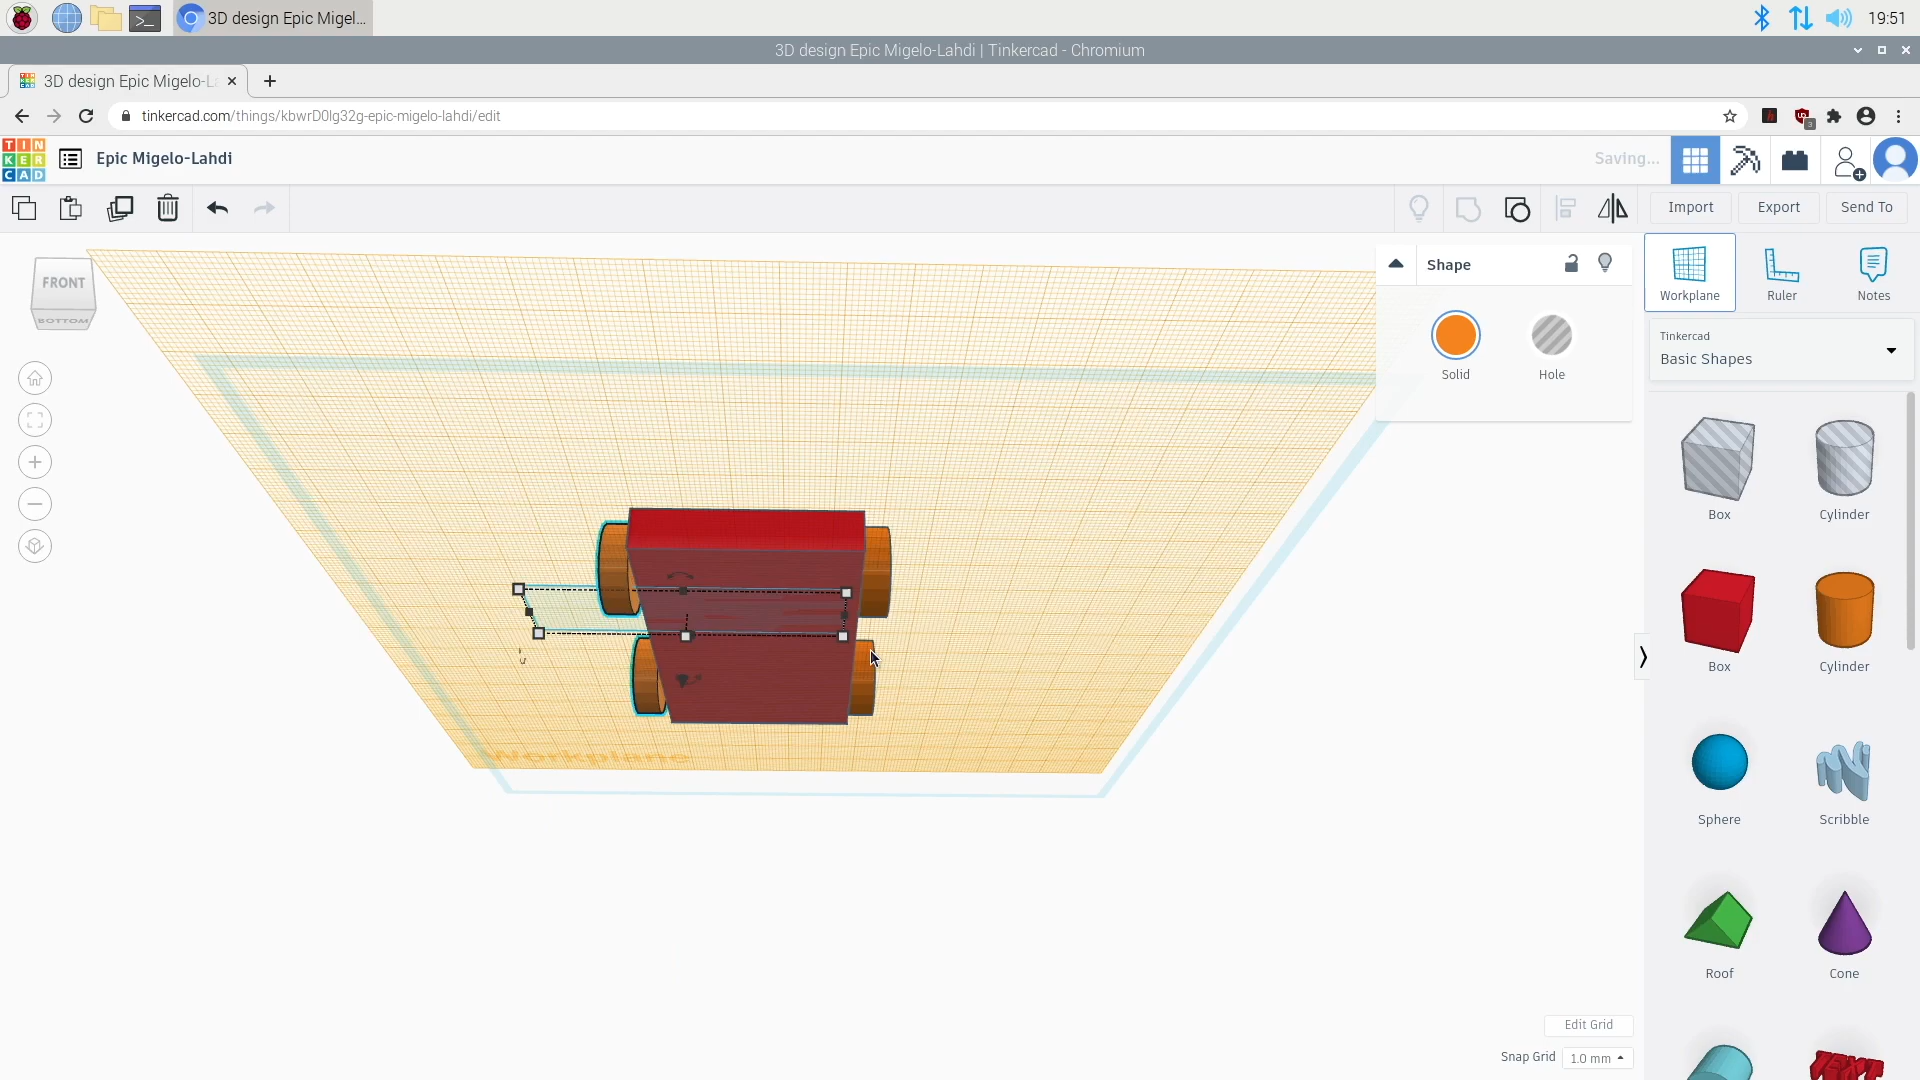 3D design Epic Migel...
19:51
3D design Epic Migelo-Lahdi | Tinkercad - Chromium
3D design Epic Migelo-La
tinkercad.com/things/kbwrD0lg32g-epic-migelo-lahdi/edit
3
TIN
KER
CAD
Epic Migelo-Lahdi
Saving...
Import
Export
Send To
FRONT
BOTTOM
Shape
Solid
Hole
Workplane
Ruler
Notes
Tinkercad
Basic Shapes
Box
Cylinder
Box
Cylinder
Sphere
Scribble
Roof
Cone
TEXT
Workplane
Edit Grid
Snap Grid
1.0 mm